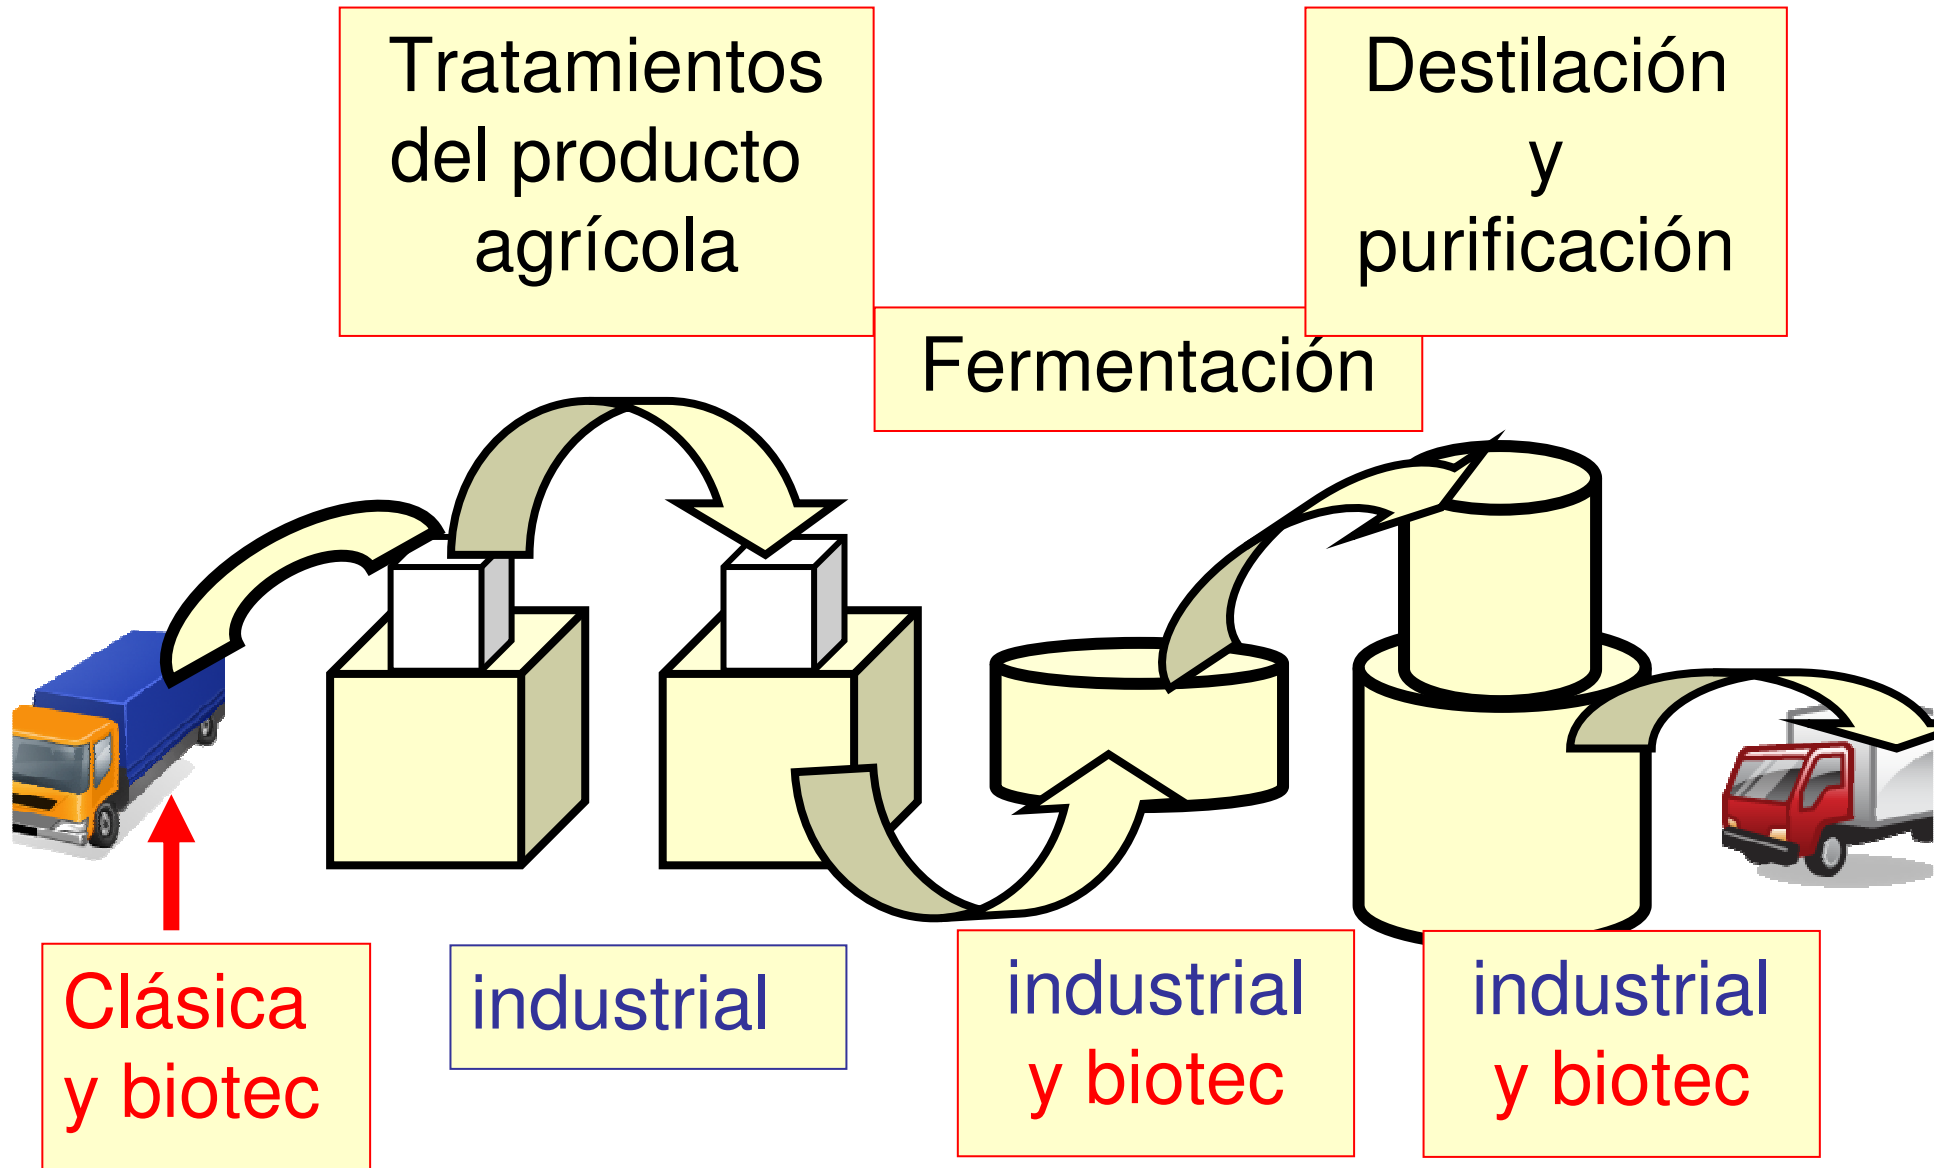 Tratamientos
del producto
agrícola
Destilación
y
purificación
Fermentación
Clásica
y biotec
industrial
industrial
y biotec
industrial
y biotec